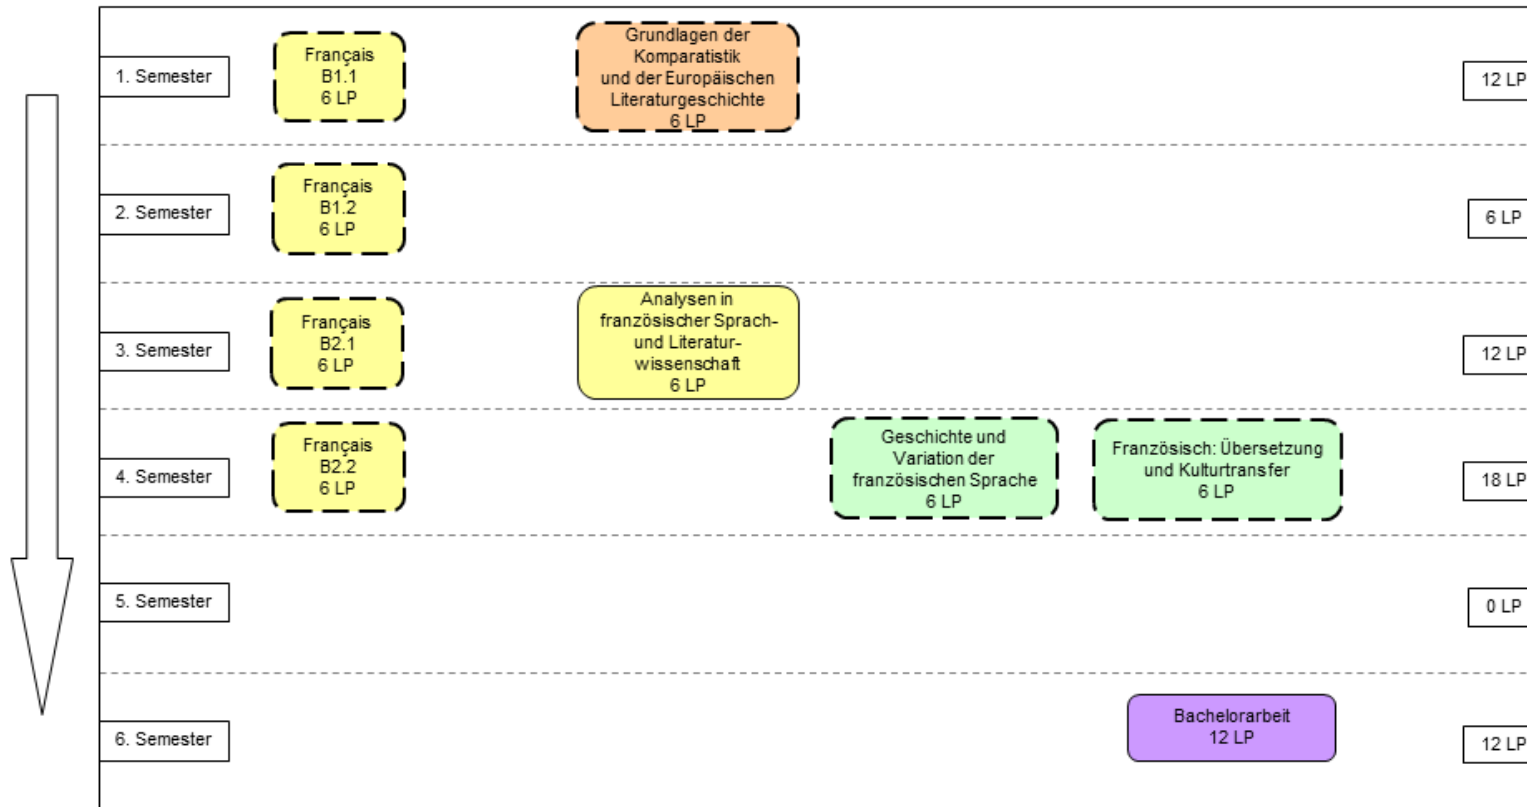 1. Semester
Français
B1.1
6 LP
Grundlagen der
Komparatistik
und der Europäischen
Literaturgeschichte
6 LP
12 LP
2. Semester
Français
B1.2
6 LP
6 LP
3. Semester
Français
B2.1
6 LP
Analysen in
französischer Sprach-
und Literatur-
wissenschaft
6 LP
12 LP
4. Semester
Français
B2.2
6 LP
Geschichte und
Variation der
französischen Sprache
6 LP
Französisch: Übersetzung
und Kulturtransfer
6 LP
18 LP
5. Semester
0 LP
6. Semester
Bachelorarbeit
12 LP
12 LP